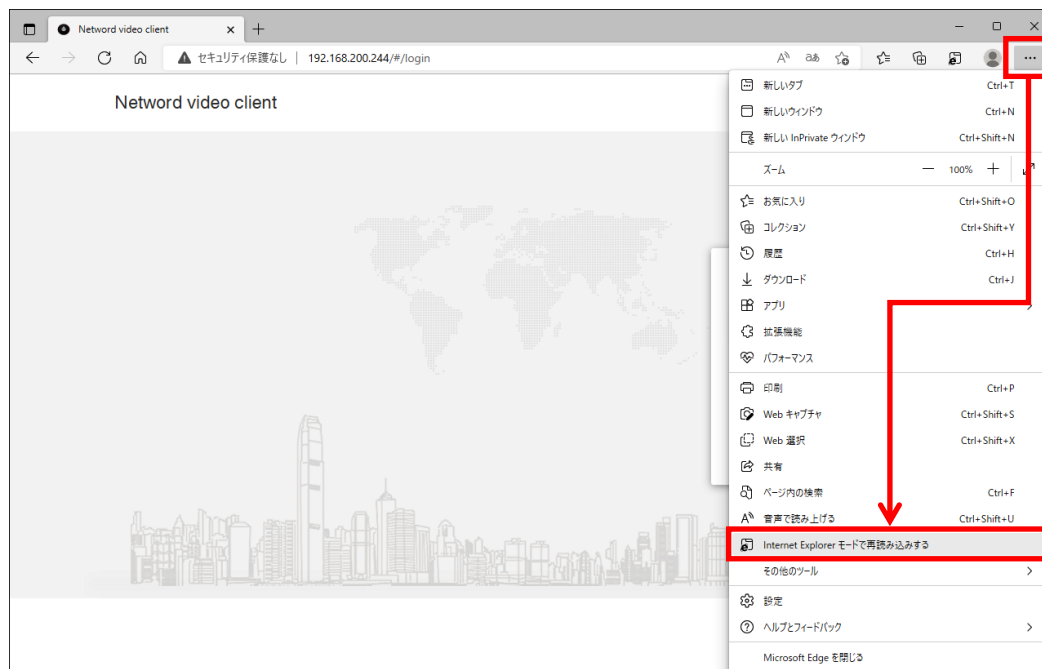 Netword video client
セキュリティ保護なし | 192.168.200.244/#/login
Netword video client
新しいタブ Ctrl+T
新しいウィンドウ Ctrl+N
新しい InPrivate ウィンドウ Ctrl+Shift+N
ズーム 100%
お気に入り Ctrl+Shift+O
コレクション Ctrl+Shift+Y
履歴 Ctrl+H
ダウンロード Ctrl+J
アプリ
拡張機能
パフォーマンス
印刷 Ctrl+P
Web キャプチャ Ctrl+Shift+S
Web 選択 Ctrl+Shift+X
共有
ページ内の検索 Ctrl+F
音声で読み上げる Ctrl+Shift+U
Internet Explorer モードで再読み込みする
その他のツール
設定
ヘルプとフィードバック
Microsoft Edge を閉じる